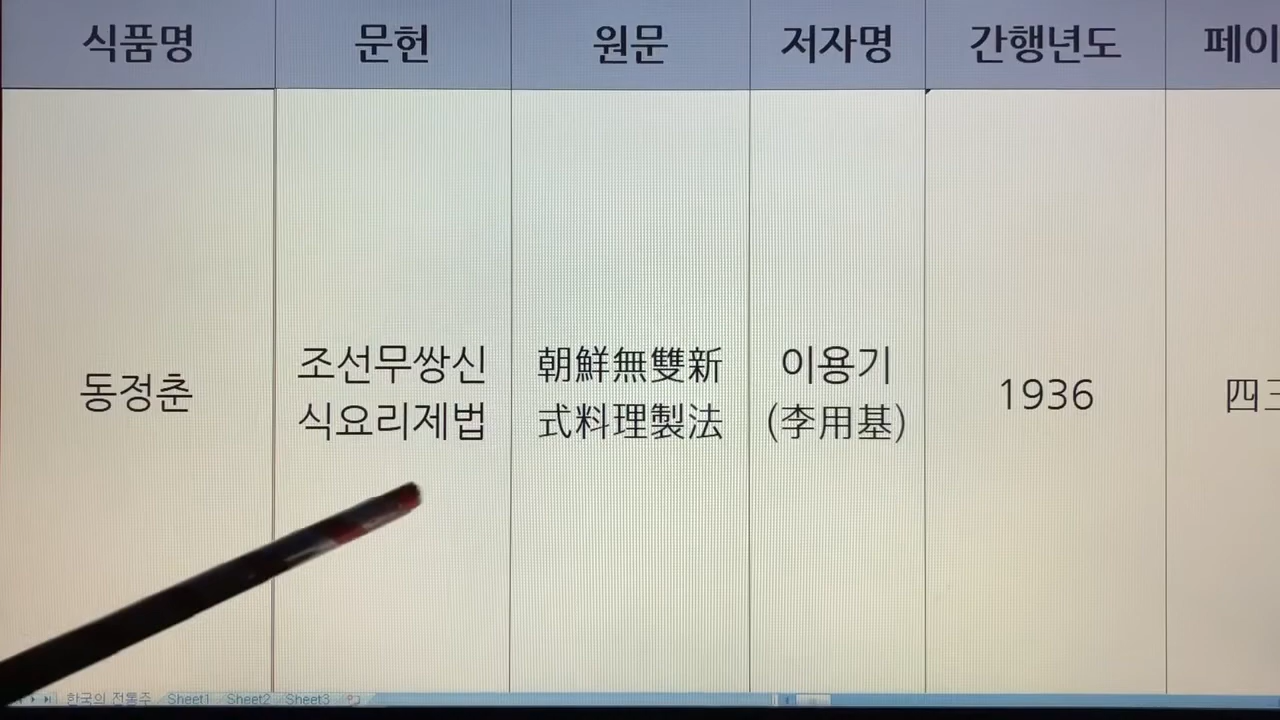 식품명 문헌 원문 저자명 간행년도 페이
동정춘
조선무쌍신
식요리제법
朝鮮無雙新
式料理製法
이용기
(李用基)
1936
四三
한국의 전통주 Sheet1 Sheet2 Sheet3